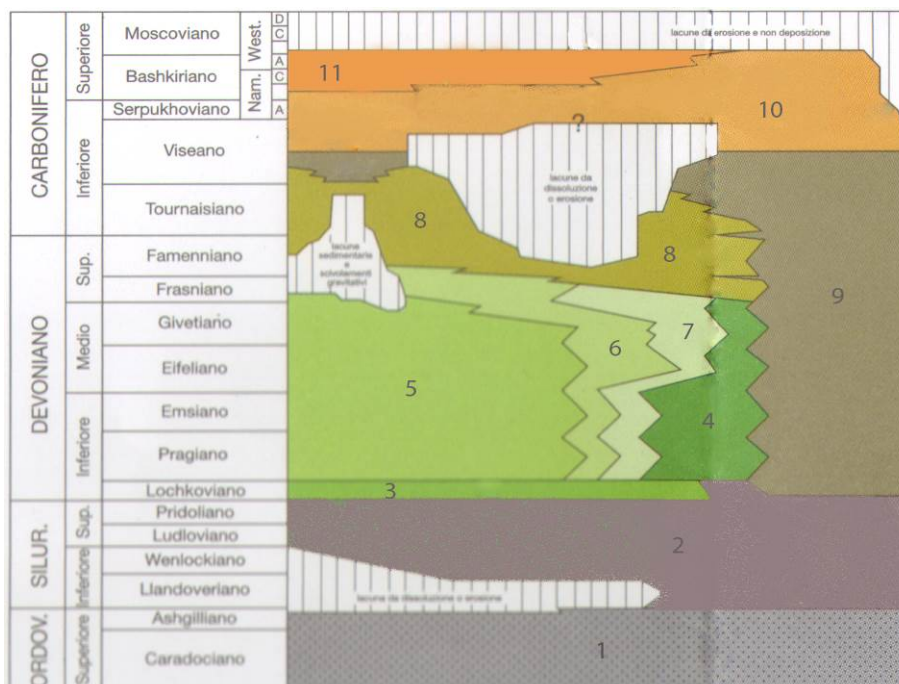 CARBONIFERO
Superiore
Moscoviano
West.
D
C
A
lacune da erosione e non deposizione
Bashkiriano
Nam.
C
11
10
Serpukhoviano
A
?
Inferiore
Viseano
lacune da
dissoluzione
o erosione
Tournaisiano
8
DEVONIANO
Sup.
Famenniano
lacune
sedimentarie
e
scivolamenti
gravitativi
8
Frasniano
9
Medio
Givetiano
7
6
Eifeliano
5
Inferiore
Emsiano
4
Pragiano
Lochkoviano
3
SILUR.
Sup.
Pridoliano
Ludloviano
2
Inferiore
Wenlockiano
Llandoveriano
lacune da dissoluzione o erosione
ORDOV.
Superiore
Ashgilliano
Caradociano
1